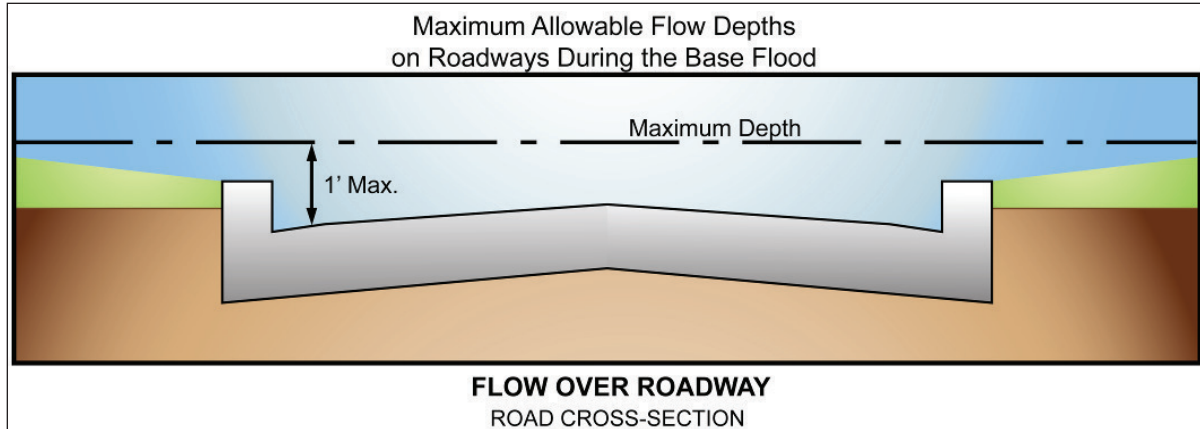 Maximum Allowable Flow Depths
on Roadways During the Base Flood
Maximum Depth
1’ Max.
FLOW OVER ROADWAY
ROAD CROSS-SECTION